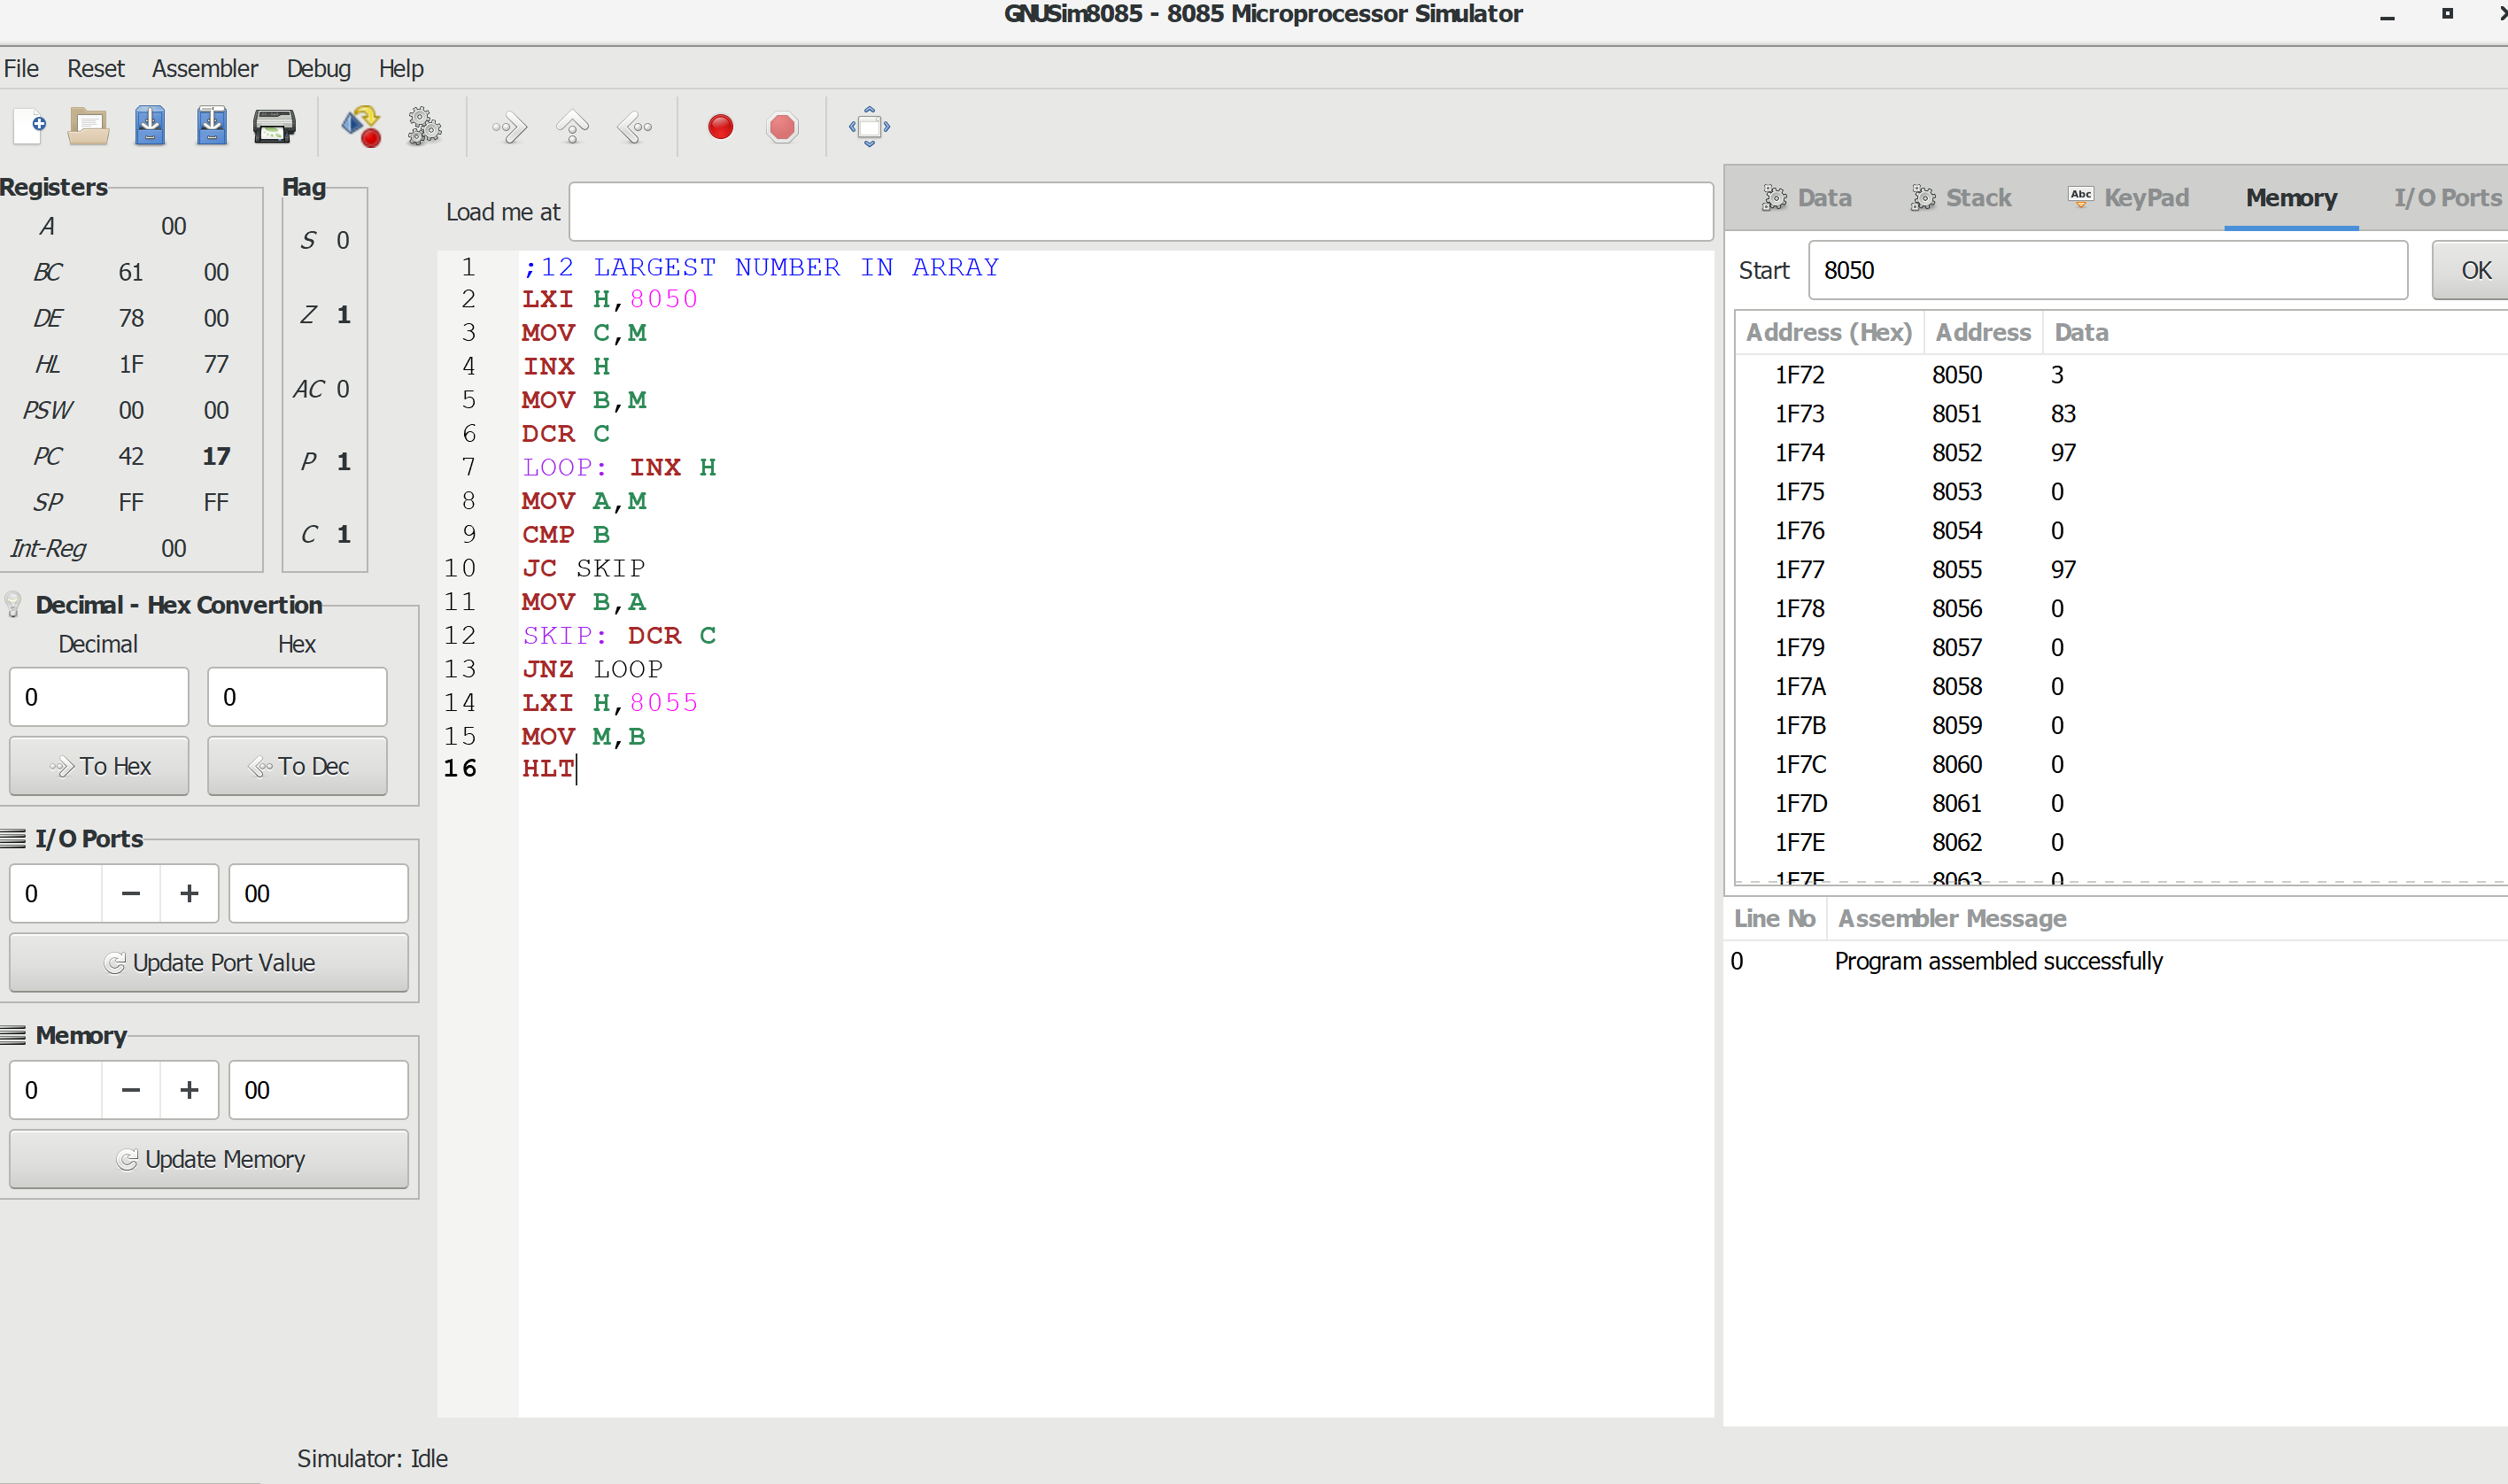 GNUSim8085 - 8085 Microprocessor Simulator
File Reset Assembler Debug Help
Registers
A 00
BC 61 00
DE 78 00
HL 1F 77
PSW 00 00
PC 42 17
SP FF FF
Int-Reg 00
Flag
S 0
Z 1
AC 0
P 1
C 1
Decimal - Hex Convertion
Decimal Hex
0 0
To Hex To Dec
I/O Ports
0 − + 00
Update Port Value
Memory
0 − + 00
Update Memory
Load me at
1 ;12 LARGEST NUMBER IN ARRAY
2 LXI H,8050
3 MOV C,M
4 INX H
5 MOV B,M
6 DCR C
7 LOOP: INX H
8 MOV A,M
9 CMP B
10 JC SKIP
11 MOV B,A
12 SKIP: DCR C
13 JNZ LOOP
14 LXI H,8055
15 MOV M,B
16 HLT
Data Stack Abc KeyPad Memory I/O Ports
Start 8050 OK
Address (Hex) Address Data
1F72 8050 3
1F73 8051 83
1F74 8052 97
1F75 8053 0
1F76 8054 0
1F77 8055 97
1F78 8056 0
1F79 8057 0
1F7A 8058 0
1F7B 8059 0
1F7C 8060 0
1F7D 8061 0
1F7E 8062 0
1F7F 8063 0
Line No Assembler Message
0 Program assembled successfully
Simulator: Idle